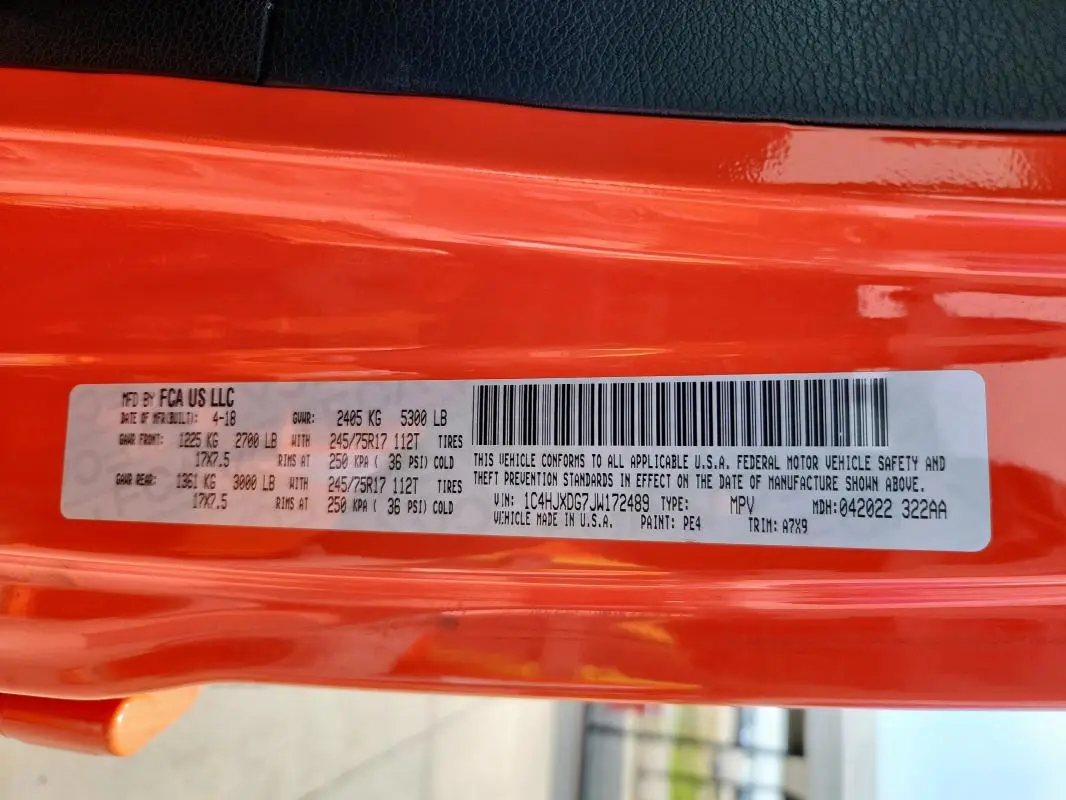 MFD BY FCA US LLC
DATE OF MFR(BUILT): 4-18 GVWR: 2405 KG 5300 LB
GAWR FRONT: 1225 KG 2700 LB WITH 245/75R17 112T TIRES
17X7.5 RIMS AT 250 KPA ( 36 PSI) COLD
GAWR REAR: 1361 KG 3000 LB WITH 245/75R17 112T TIRES
17X7.5 RIMS AT 250 KPA ( 36 PSI) COLD
THIS VEHICLE CONFORMS TO ALL APPLICABLE U.S.A. FEDERAL MOTOR VEHICLE SAFETY AND
THEFT PREVENTION STANDARDS IN EFFECT ON THE DATE OF MANUFACTURE SHOWN ABOVE.
VIN: 1C4HJXDG7JW172489 TYPE: MPV MDH:042022 322AA
VEHICLE MADE IN U.S.A. PAINT: PE4 TRIM: A7X9